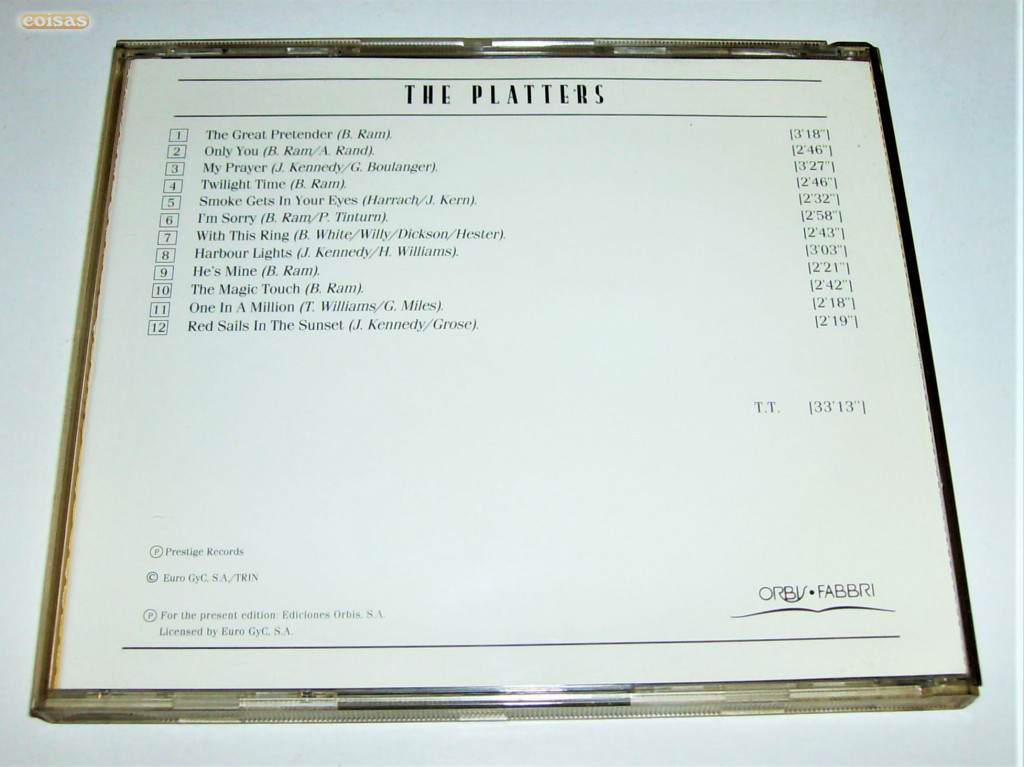 coisas
THE PLATTERS
1 The Great Pretender (B. Ram). [3'18"]
2 Only You (B. Ram/A. Rand). [2'46"]
3 My Prayer (J. Kennedy/G. Boulanger). [3'27"]
4 Twilight Time (B. Ram). [2'46"]
5 Smoke Gets In Your Eyes (Harrach/J. Kern). [2'32"]
6 I'm Sorry (B. Ram/P. Tinturn). [2'58"]
7 With This Ring (B. White/Willy/Dickson/Hester). [2'43"]
8 Harbour Lights (J. Kennedy/H. Williams). [3'03"]
9 He's Mine (B. Ram). [2'21"]
10 The Magic Touch (B. Ram). [2'42"]
11 One In A Million (T. Williams/G. Miles). [2'18"]
12 Red Sails In The Sunset (J. Kennedy/Grose). [2'19"]
T.T. [33'13"]
Ⓟ Prestige Records
© Euro GyC, S.A./TRIN
Ⓟ For the present edition: Ediciones Orbis, S.A.
Licensed by Euro GyC, S.A.
ORBIS • FABBRI